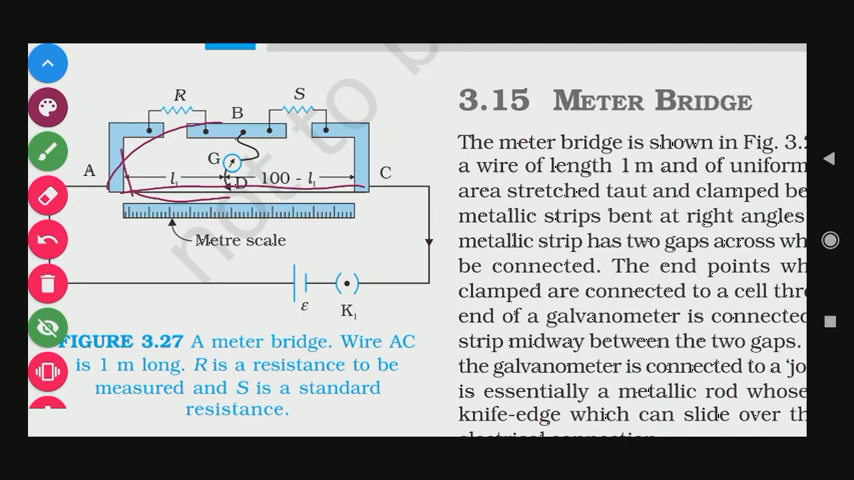 R
S
B
G
A
C
l₁
D
100 - l₁
Metre scale
ε
K₁
FIGURE 3.27 A meter bridge. Wire AC
is 1 m long. R is a resistance to be
measured and S is a standard
resistance.
not to b
3.15 METER BRIDGE
The meter bridge is shown in Fig. 3.2
a wire of length 1 m and of uniform
area stretched taut and clamped be
metallic strips bent at right angles
metallic strip has two gaps across wh
be connected. The end points wh
clamped are connected to a cell thr
end of a galvanometer is connected
strip midway between the two gaps.
the galvanometer is connected to a ‘jo
is essentially a metallic rod whose
knife-edge which can slide over th
electrical connection